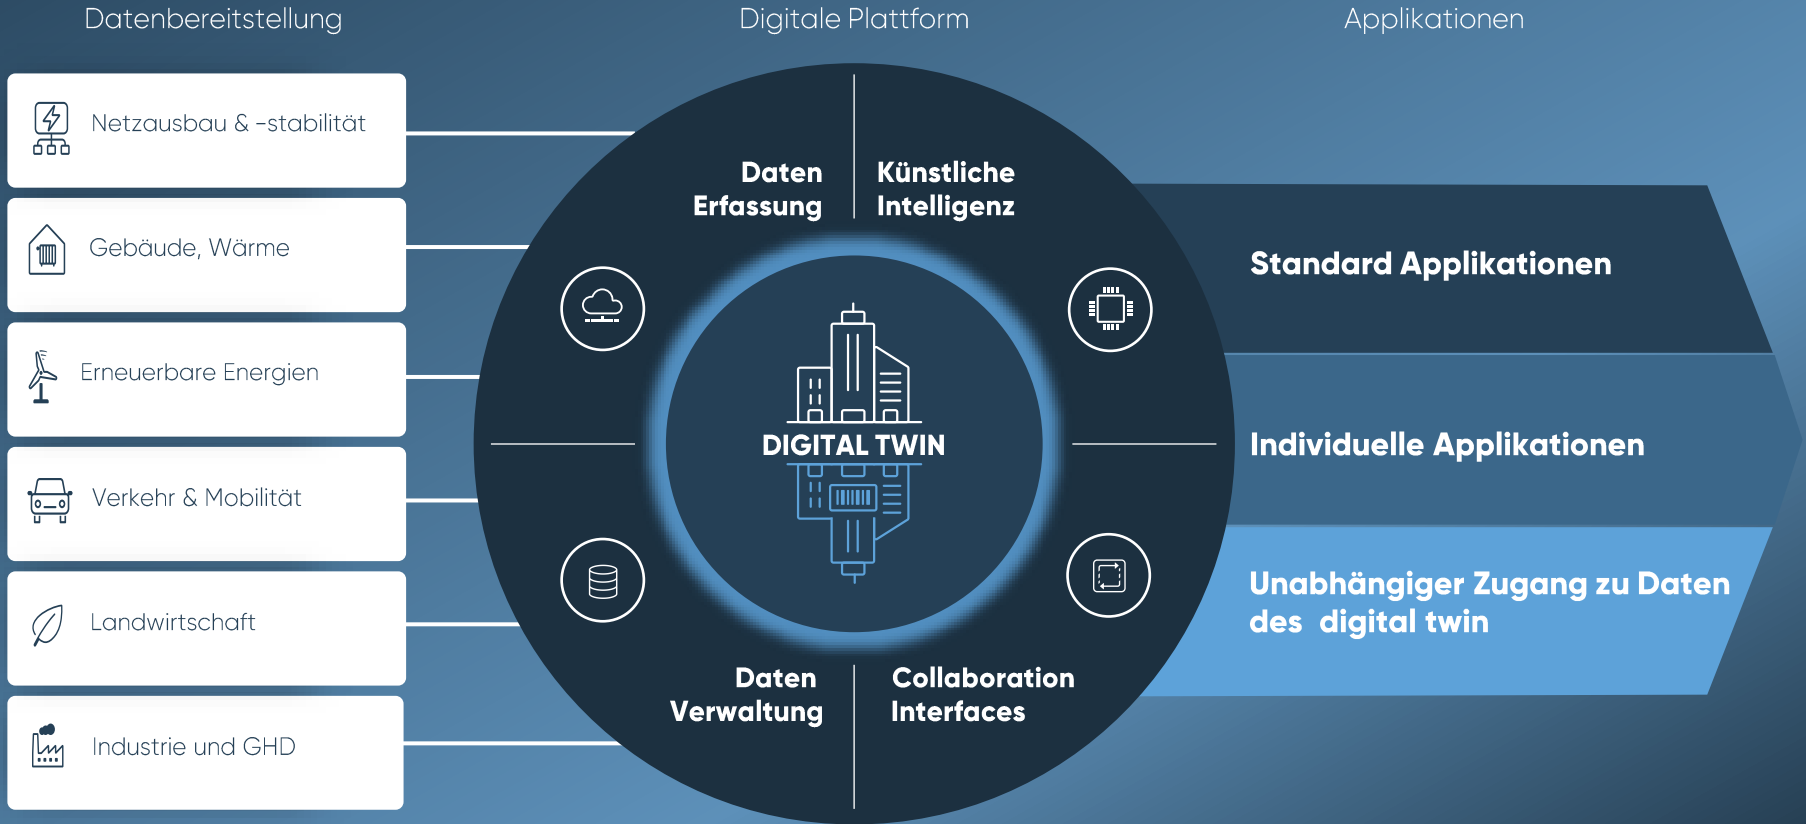 Datenbereitstellung
Digitale Plattform
Applikationen
Netzausbau & -stabilität
Gebäude, Wärme
Erneuerbare Energien
Verkehr & Mobilität
Landwirtschaft
Industrie und GHD
Daten
Erfassung
Künstliche
Intelligenz
DIGITAL TWIN
Daten
Verwaltung
Collaboration
Interfaces
Standard Applikationen
Individuelle Applikationen
Unabhängiger Zugang zu Daten
des digital twin